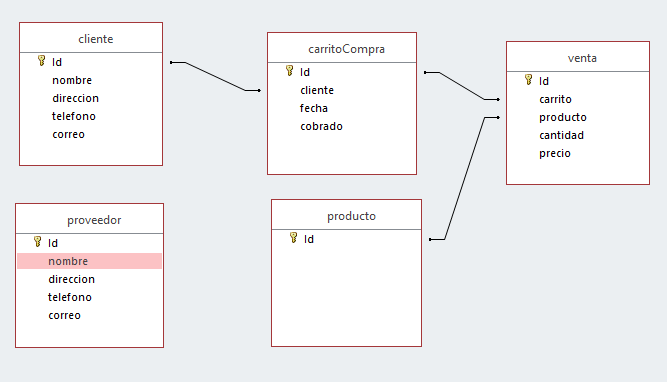 cliente
Id
nombre
direccion
telefono
correo
carritoCompra
Id
cliente
fecha
cobrado
venta
Id
carrito
producto
cantidad
precio
proveedor
Id
nombre
direccion
telefono
correo
producto
Id